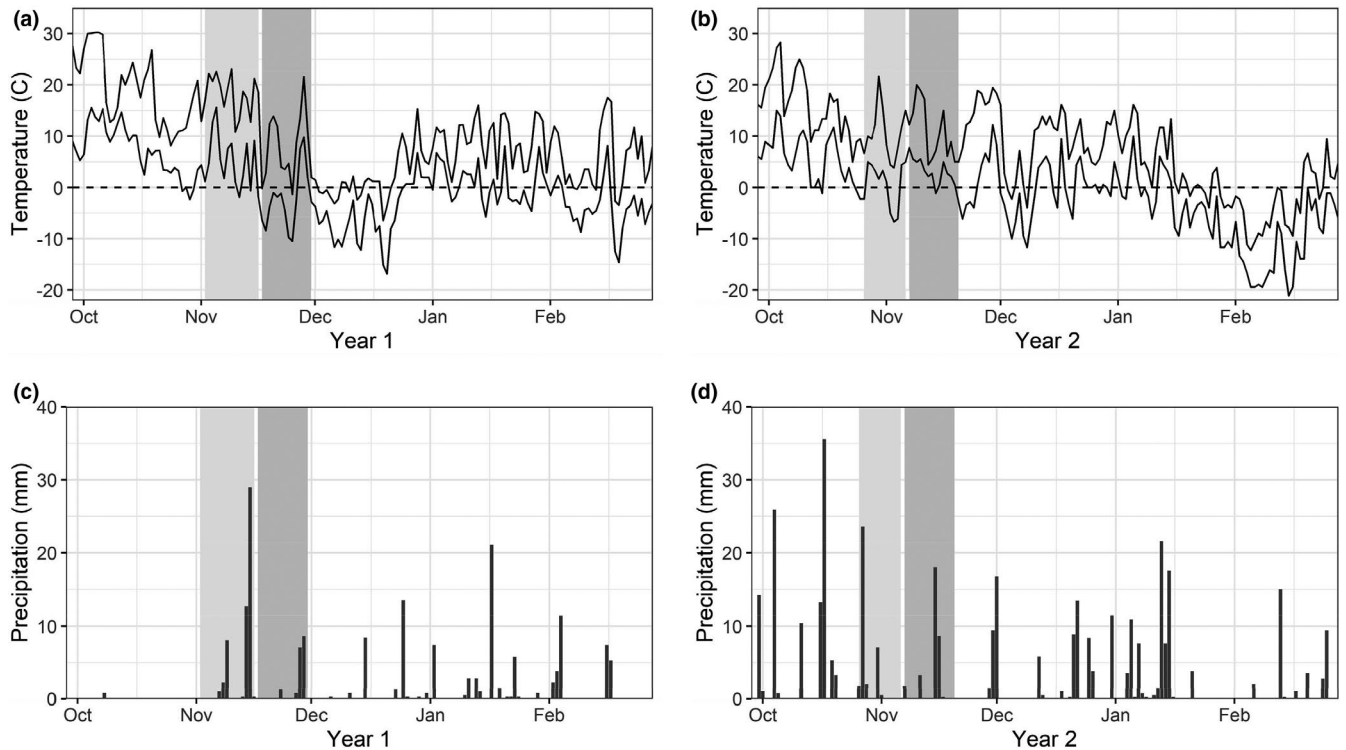 (a)
Temperature (C)
30
20
10
0
-10
-20
Oct Nov Dec Jan Feb
Year 1
(b)
Temperature (C)
30
20
10
0
-10
-20
Oct Nov Dec Jan Feb
Year 2
(c)
Precipitation (mm)
40
30
20
10
0
Oct Nov Dec Jan Feb
Year 1
(d)
Precipitation (mm)
40
30
20
10
0
Oct Nov Dec Jan Feb
Year 2